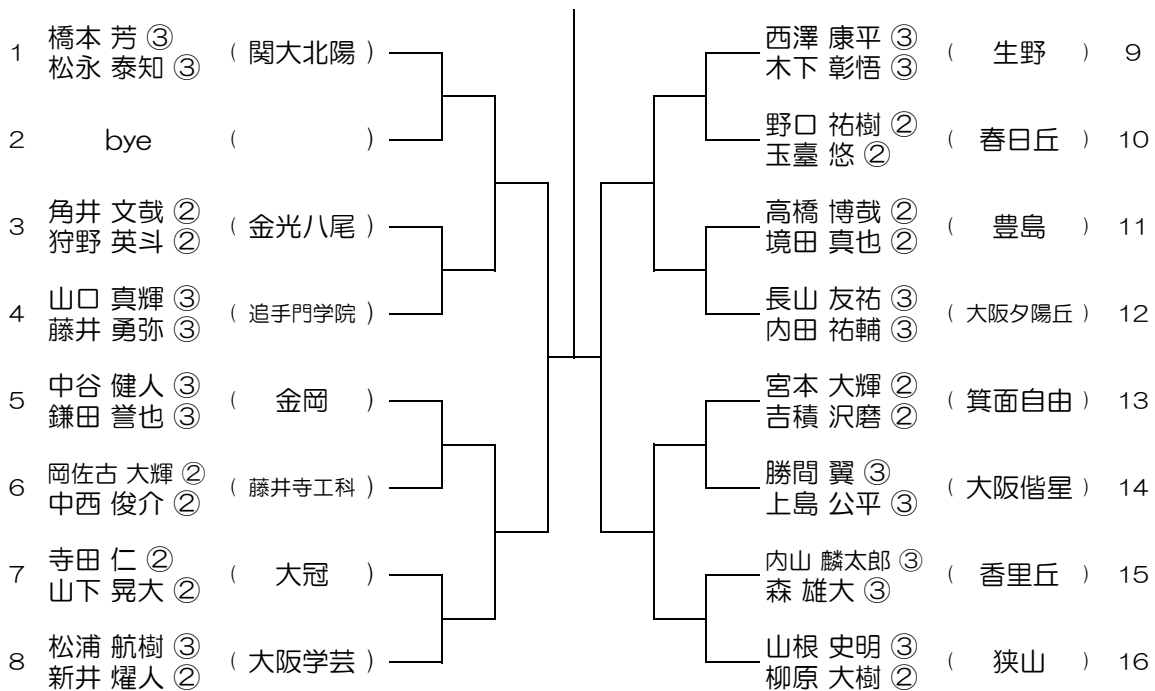 1 橋本 芳 ③ ( 関大北陽 )
松永 泰知 ③
2 bye ( )
3 角井 文哉 ② ( 金光八尾 )
狩野 英斗 ②
4 山口 真輝 ③ ( 追手門学院 )
藤井 勇弥 ③
5 中谷 健人 ③ ( 金岡 )
鎌田 誉也 ③
6 岡佐古 大輝 ② ( 藤井寺工科 )
中西 俊介 ②
7 寺田 仁 ② ( 大冠 )
山下 晃大 ②
8 松浦 航樹 ③ ( 大阪学芸 )
新井 燿人 ②
西澤 康平 ③ ( 生野 ) 9
木下 彰悟 ③
野口 祐樹 ② ( 春日丘 ) 10
玉臺 悠 ②
高橋 博哉 ② ( 豊島 ) 11
境田 真也 ②
長山 友祐 ③ ( 大阪夕陽丘 ) 12
内田 祐輔 ③
宮本 大輝 ② ( 箕面自由 ) 13
吉積 沢磨 ②
勝間 翼 ③ ( 大阪偕星 ) 14
上島 公平 ③
内山 麟太郎 ③ ( 香里丘 ) 15
森 雄大 ③
山根 史明 ③ ( 狭山 ) 16
柳原 大樹 ②